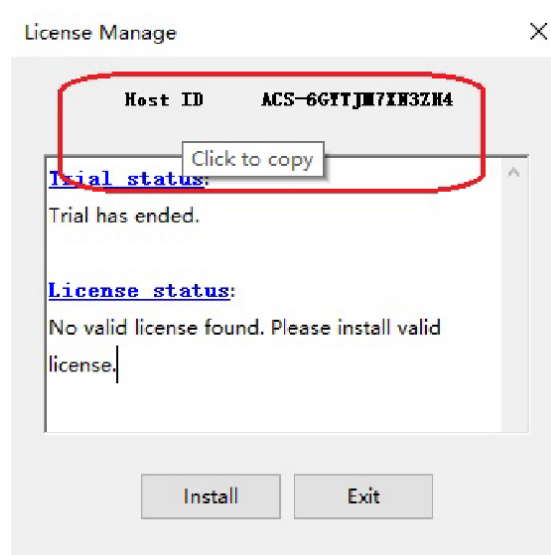 License Manage
Host ID ACS-6GYTJM7XN3ZN4
Click to copy
Trial status:
Trial has ended.
License status:
No valid license found. Please install valid
license.
Install Exit